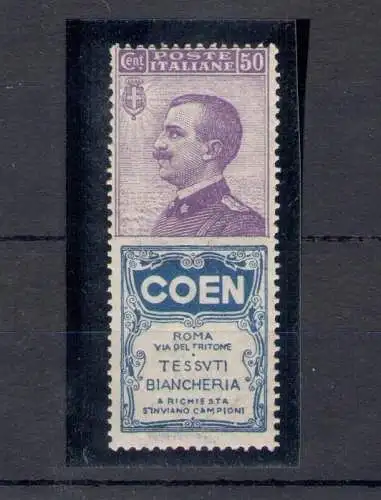 Cent. POSTE ITALIANE 50
COEN
ROMA
VIA DEL TRITONE
TESSVTI
BIANCHERIA
A RICHIESTA
S'INVIANO CAMPIONI